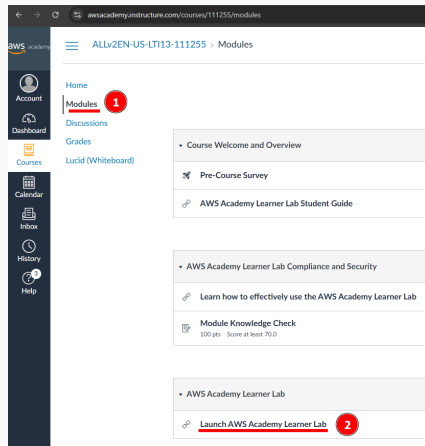 awsacademy.instructure.com/courses/111255/modules
aws academy
ALLv2EN-US-LTI13-111255 > Modules
Account
Dashboard
Courses
Calendar
Inbox
History
3
Help
Home
Modules
1
Discussions
Grades
Lucid (Whiteboard)
Course Welcome and Overview
Pre-Course Survey
AWS Academy Learner Lab Student Guide
AWS Academy Learner Lab Compliance and Security
Learn how to effectively use the AWS Academy Learner Lab
Module Knowledge Check
100 pts Score at least 70.0
AWS Academy Learner Lab
Launch AWS Academy Learner Lab
2